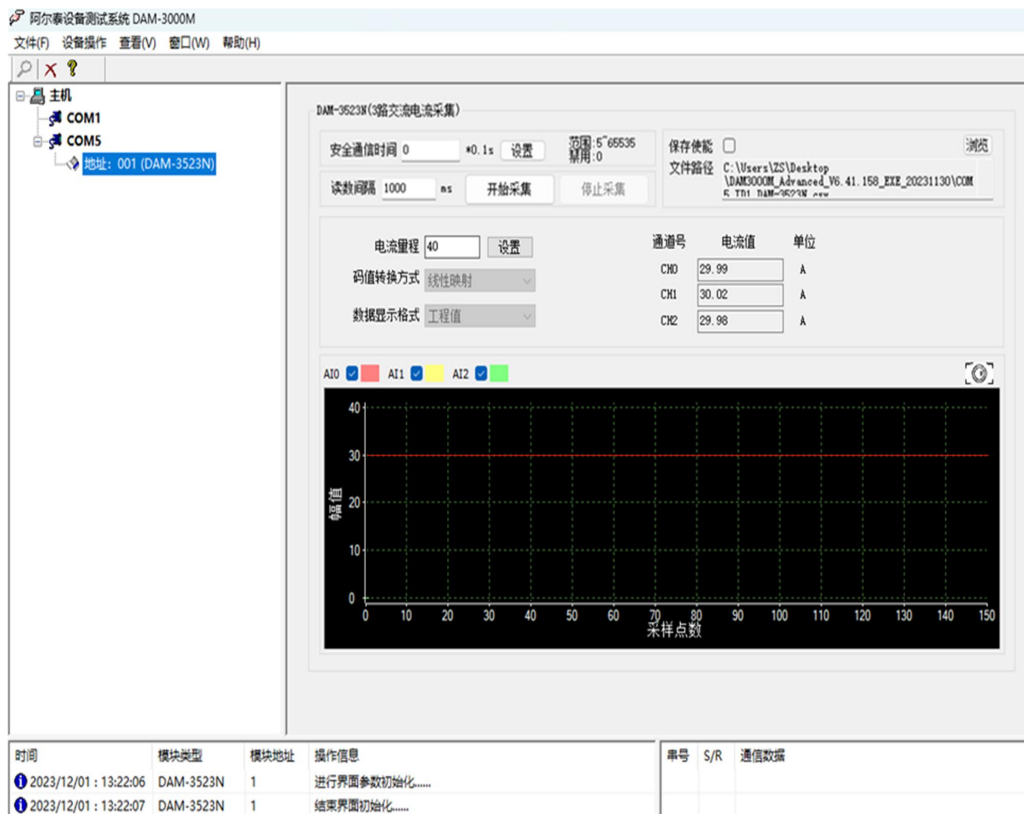 阿尔泰设备测试系统 DAM-3000M
文件(F) 设备操作 查看(V) 窗口(W) 帮助(H)
主机
COM1
COM5
地址：001 (DAM-3523N)
DAM-3523N(3路交流电流采集)
安全通信时间 0 *0.1s 设置 范围:5~65535
禁用:0
读数间隔 1000 ms 开始采集 停止采集
保存使能 浏览
文件路径 C:\Users\ZS\Desktop
\DAM3000M_Advanced_V6.41.158_EXE_20231130\COM
5_ID1_DAM-3523N.csv
电流量程 40 设置
码值转换方式 线性映射
数据显示格式 工程值
通道号 电流值 单位
CH0 29.99 A
CH1 30.02 A
CH2 29.98 A
AI0 AI1 AI2
40
30
20
10
0
幅值
0 10 20 30 40 50 60 70 80 90 100 110 120 130 140 150
采样点数
时间 模块类型 模块地址 操作信息
2023/12/01 : 13:22:06 DAM-3523N 1 进行界面参数初始化......
2023/12/01 : 13:22:07 DAM-3523N 1 结束界面初始化......
串号 S/R 通信数据